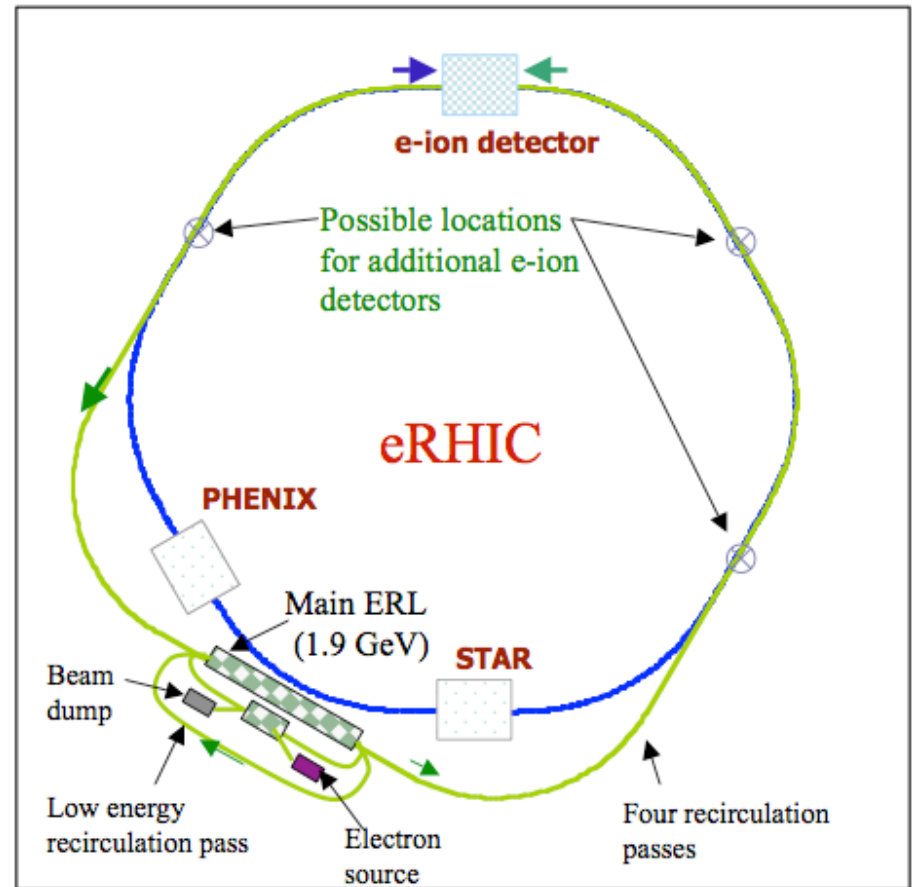 e-ion detector
Possible locations
for additional e-ion
detectors
eRHIC
PHENIX
Main ERL
(1.9 GeV)
STAR
Beam
dump
Low energy
recirculation pass
Electron
source
Four recirculation
passes